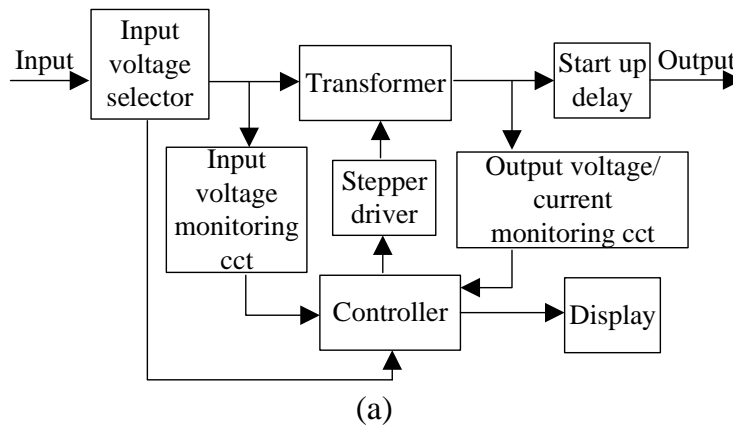 Input
Input
voltage
selector
Transformer
Start up
delay
Output
Input
voltage
monitoring
cct
Stepper
driver
Output voltage/
current
monitoring cct
Controller
Display
(a)